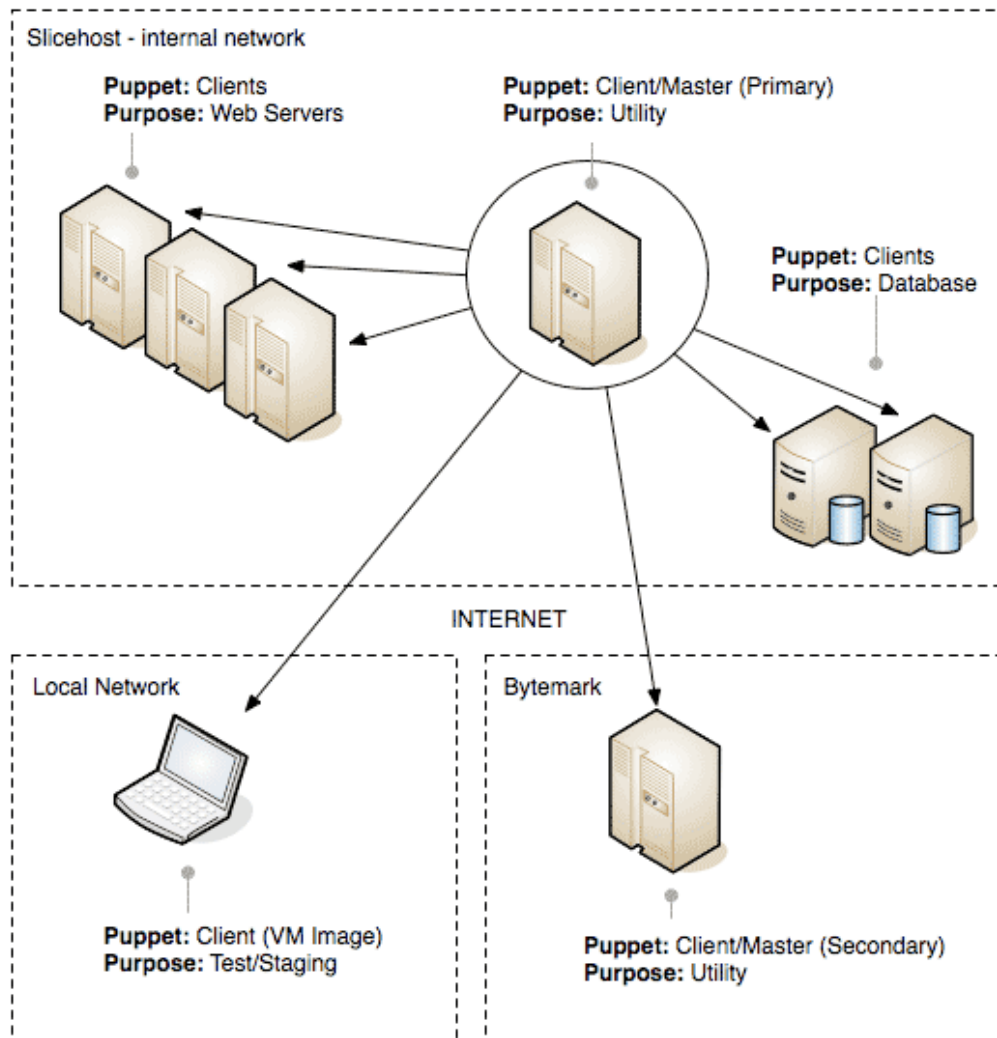 Slicehost - internal network
Puppet: Clients
Purpose: Web Servers
Puppet: Client/Master (Primary)
Purpose: Utility
Puppet: Clients
Purpose: Database
INTERNET
Local Network
Puppet: Client (VM Image)
Purpose: Test/Staging
Bytemark
Puppet: Client/Master (Secondary)
Purpose: Utility